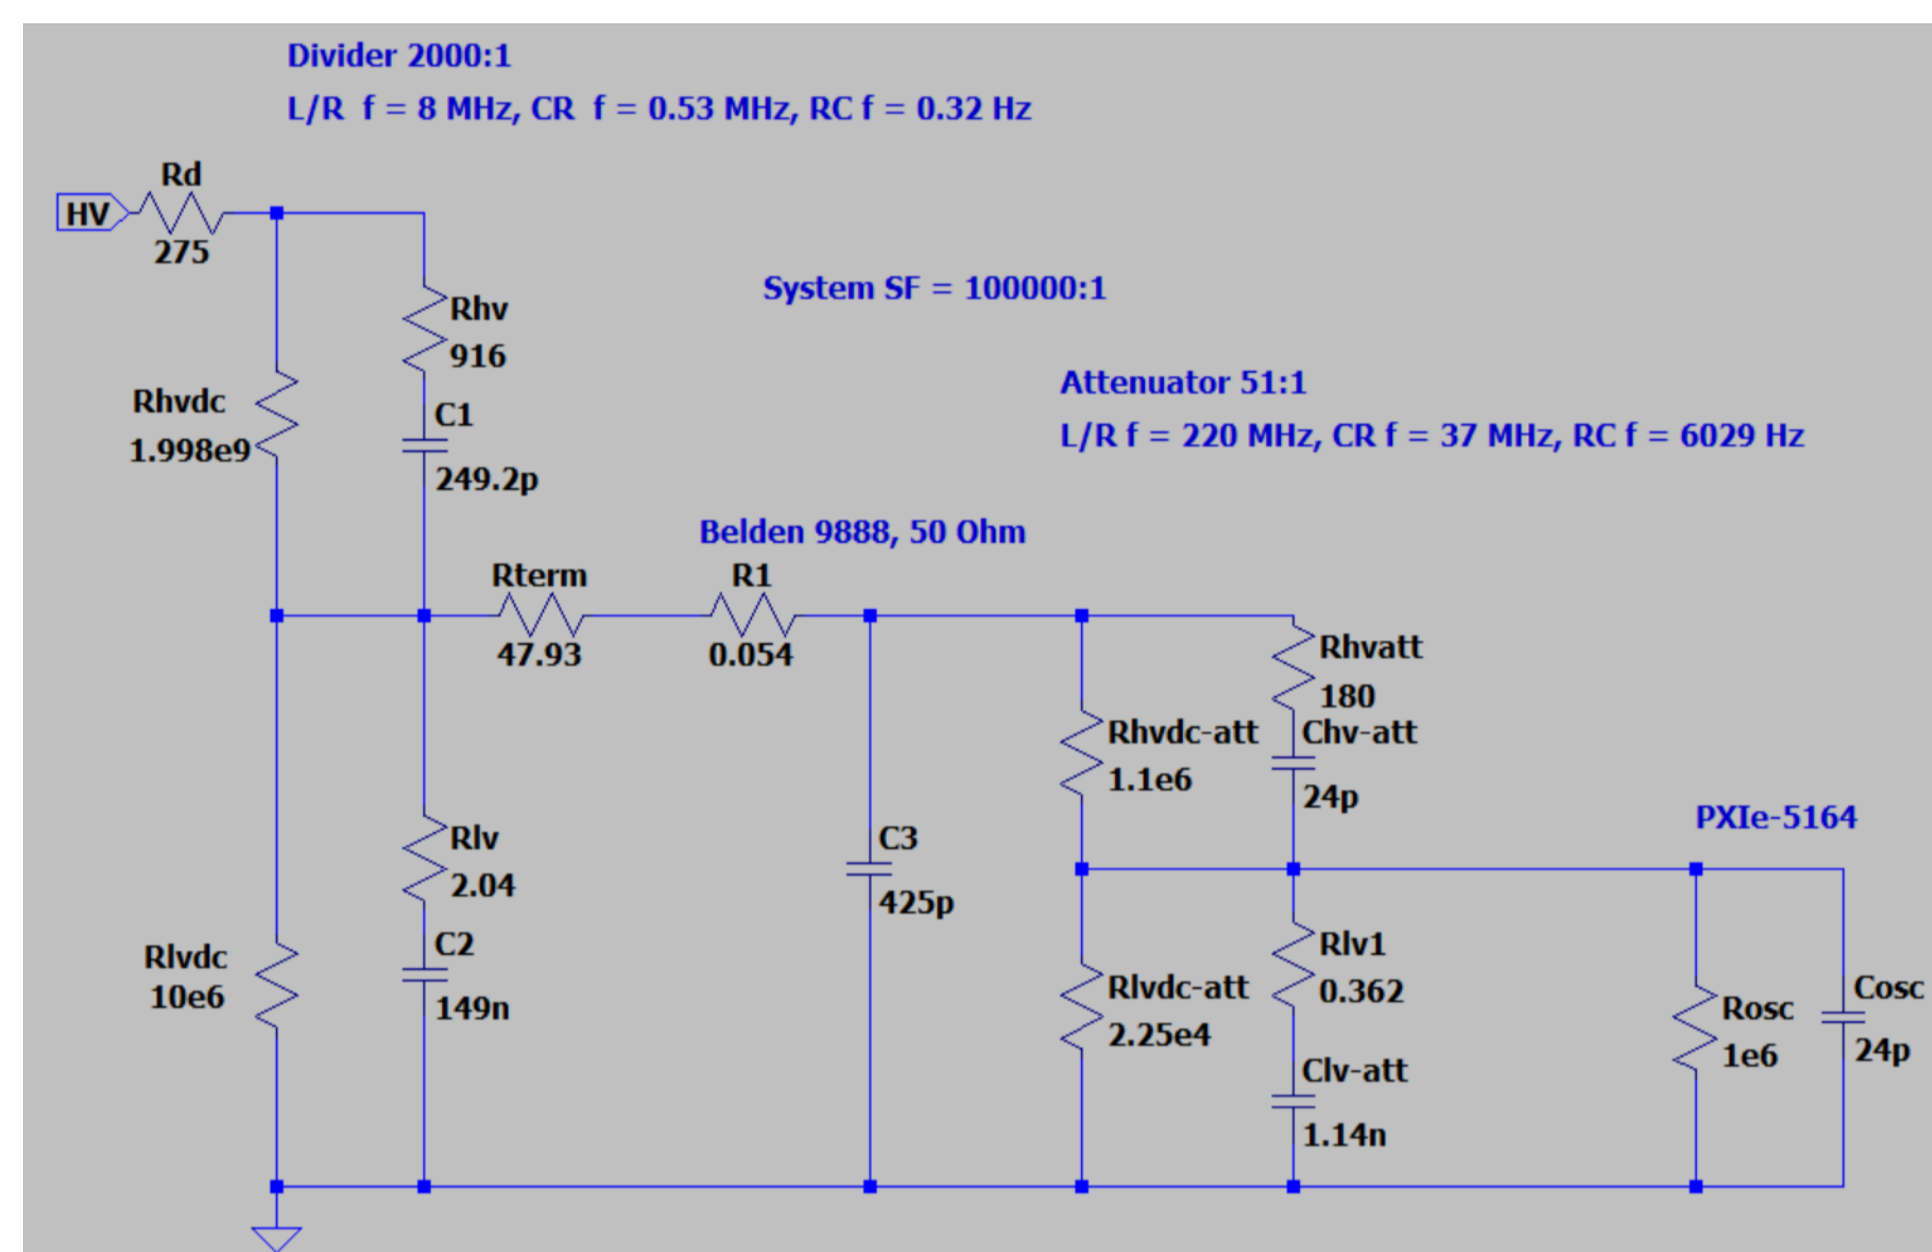 Divider 2000:1
L/R f = 8 MHz, CR f = 0.53 MHz, RC f = 0.32 Hz
Rd
HV
275
System SF = 100000:1
Rhv
916
Attenuator 51:1
L/R f = 220 MHz, CR f = 37 MHz, RC f = 6029 Hz
Rhvdc
1.998e9
C1
249.2p
Belden 9888, 50 Ohm
Rterm
47.93
R1
0.054
Rhvatt
180
Rhvdc-att
1.1e6
Chv-att
24p
PXIe-5164
Rlv
2.04
C3
425p
Rlvdc
10e6
C2
149n
Rlvdc-att
2.25e4
Rlv1
0.362
Clv-att
1.14n
Rosc
1e6
Cosc
24p